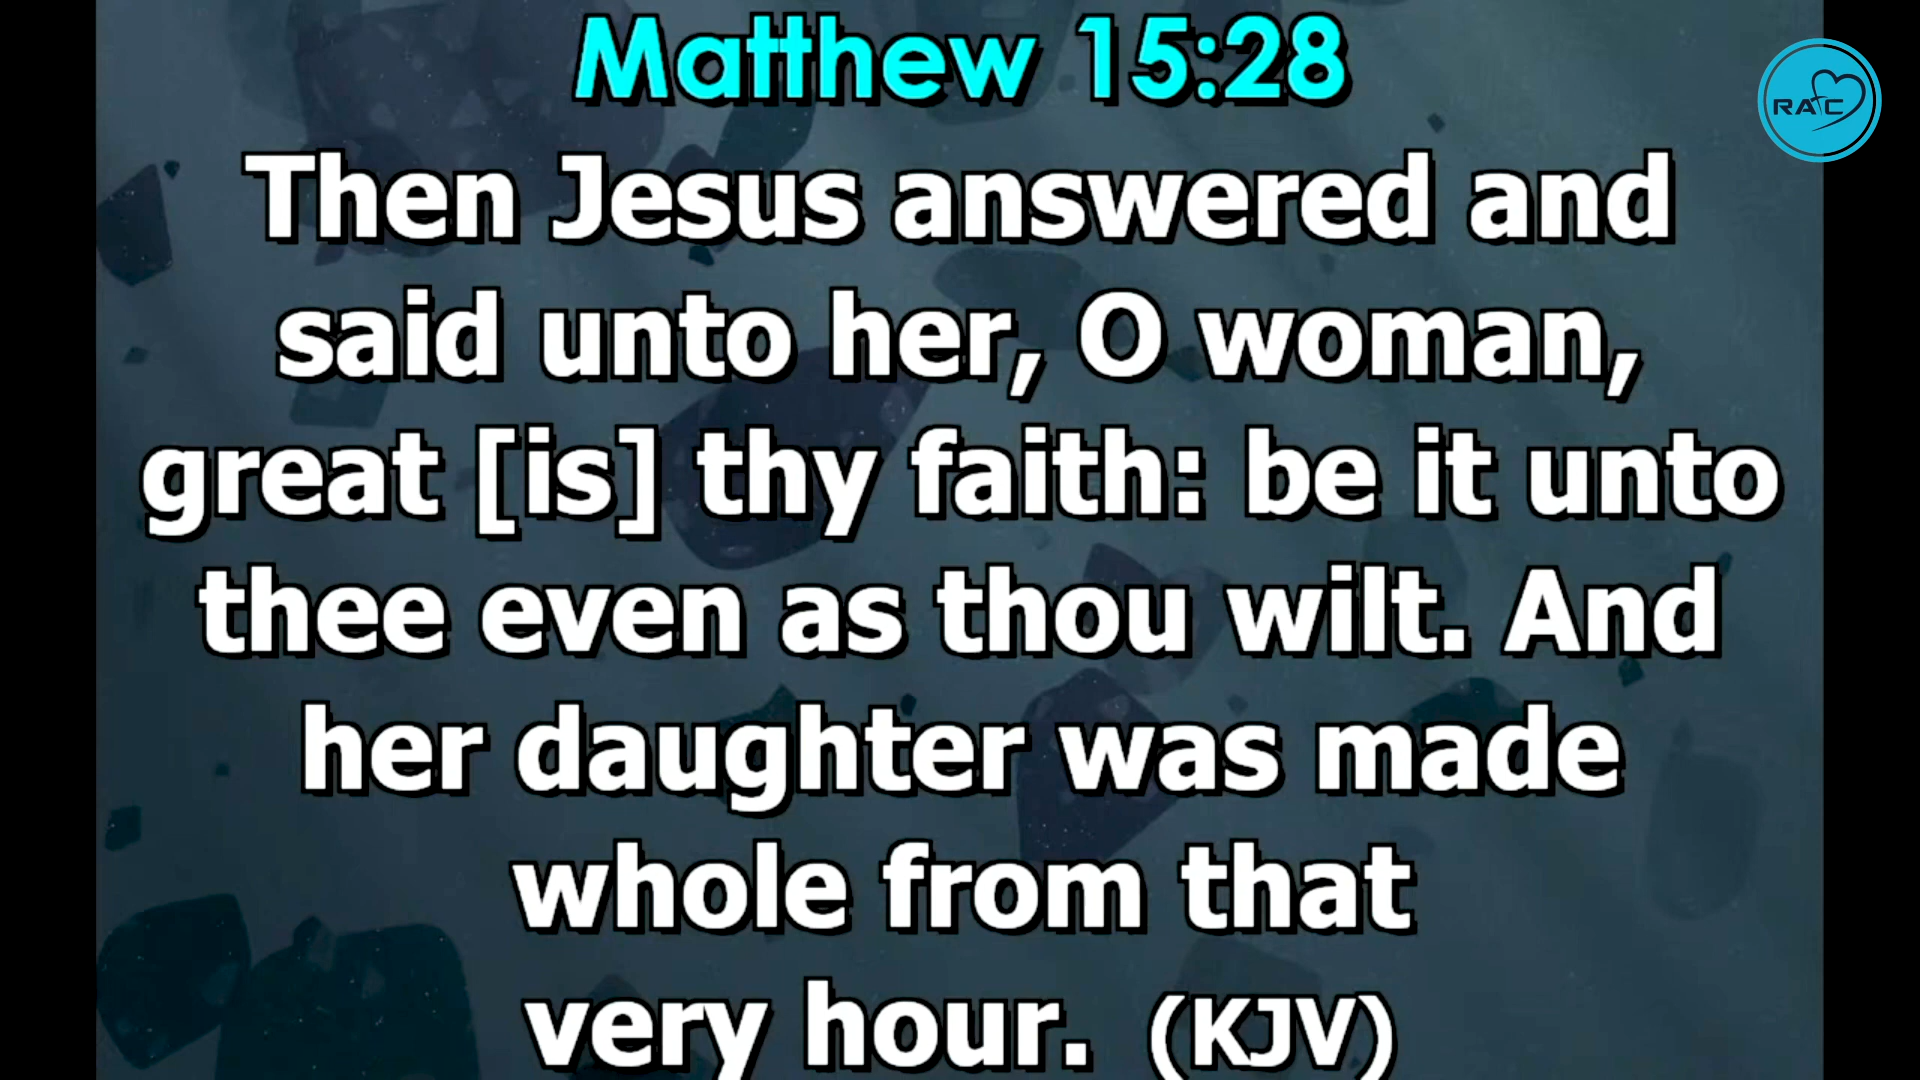 Matthew 15:28
RAFC
Then Jesus answered and
said unto her, O woman,
great [is] thy faith: be it unto
thee even as thou wilt. And
her daughter was made
whole from that
very hour. (KJV)